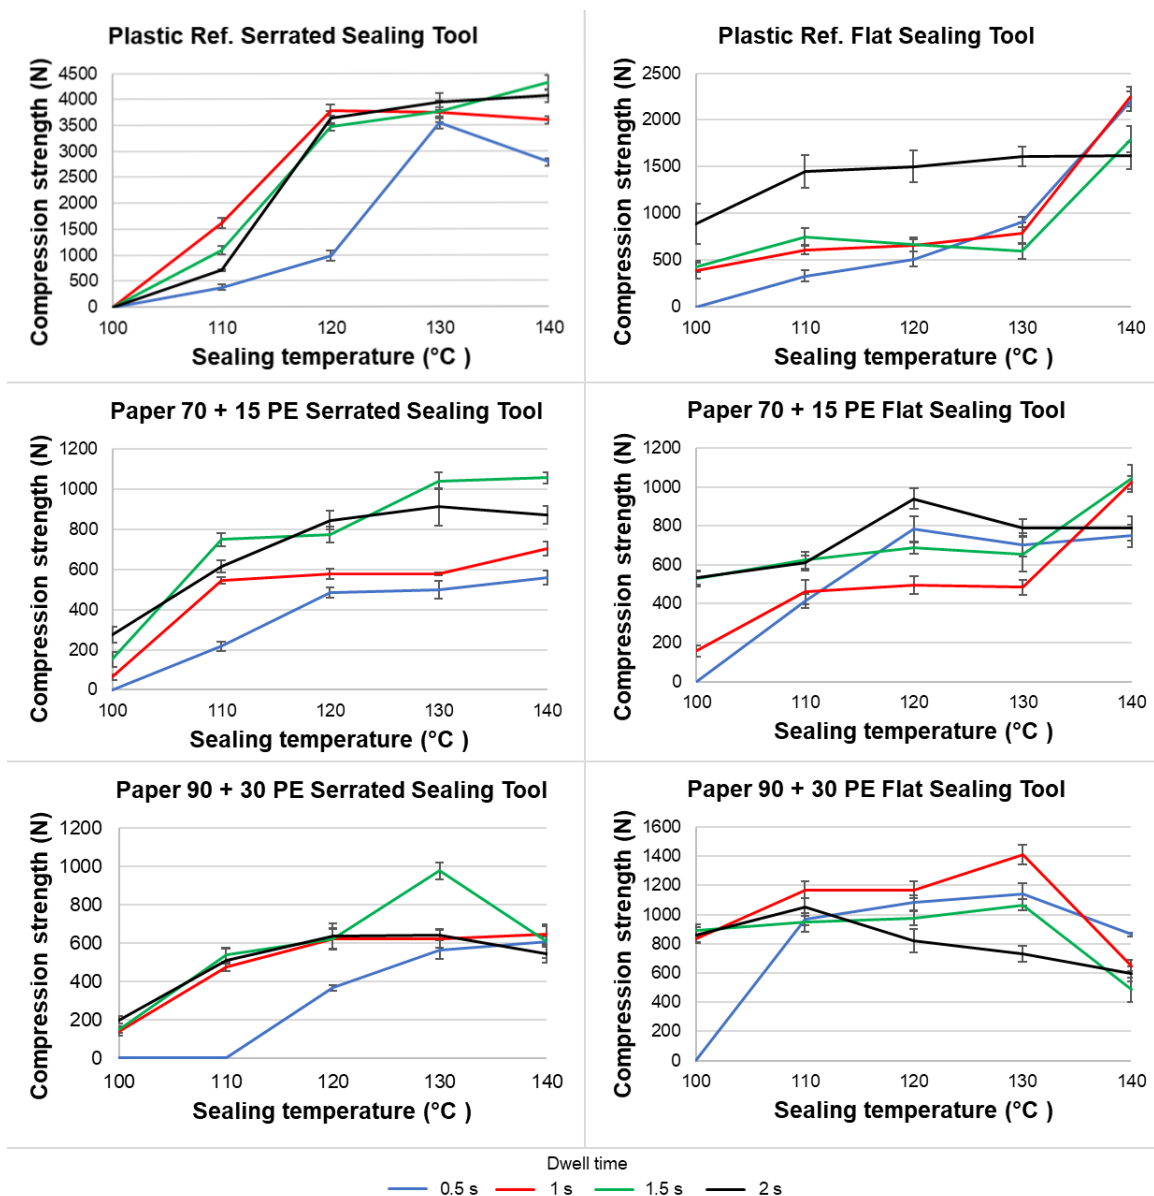 Plastic Ref. Serrated Sealing Tool
Compression strength (N)
4500
4000
3500
3000
2500
2000
1500
1000
500
0
100 110 120 130 140
Sealing temperature (°C )
Plastic Ref. Flat Sealing Tool
Compression strength (N)
2500
2000
1500
1000
500
0
100 110 120 130 140
Sealing temperature (°C )
Paper 70 + 15 PE Serrated Sealing Tool
Compression strength (N)
1200
1000
800
600
400
200
0
100 110 120 130 140
Sealing temperature (°C )
Paper 70 + 15 PE Flat Sealing Tool
Compression strength (N)
1200
1000
800
600
400
200
0
100 110 120 130 140
Sealing temperature (°C )
Paper 90 + 30 PE Serrated Sealing Tool
Compression strength (N)
1200
1000
800
600
400
200
0
100 110 120 130 140
Sealing temperature (°C )
Paper 90 + 30 PE Flat Sealing Tool
Compression strength (N)
1600
1400
1200
1000
800
600
400
200
0
100 110 120 130 140
Sealing temperature (°C )
Dwell time
0.5 s 1 s 1.5 s 2 s